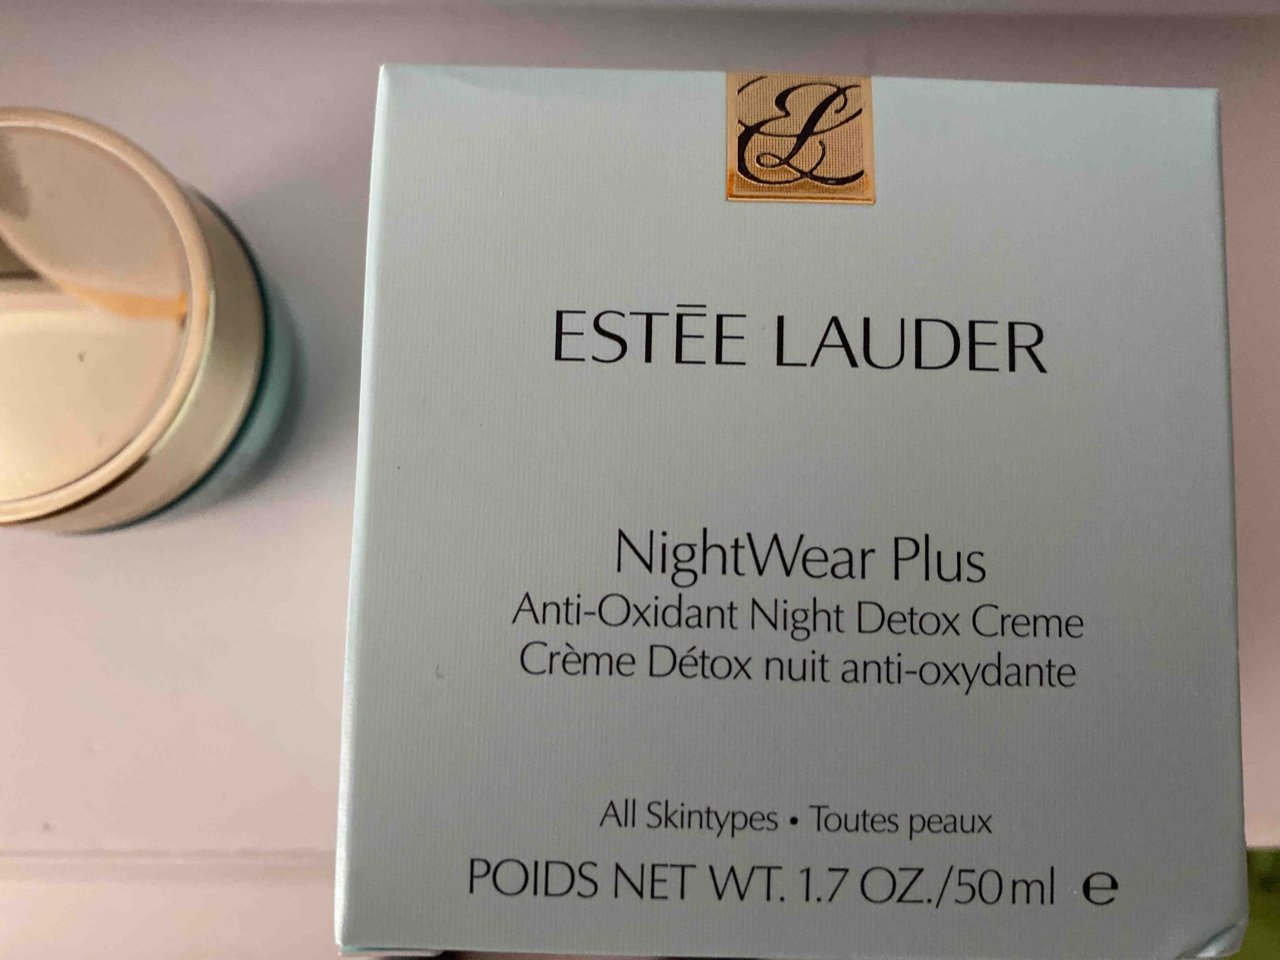 EL
ESTĒE LAUDER
NightWear Plus
Anti-Oxidant Night Detox Creme
Crème Détox nuit anti-oxydante
All Skintypes • Toutes peaux
POIDS NET WT. 1.7 OZ./50 ml ℮